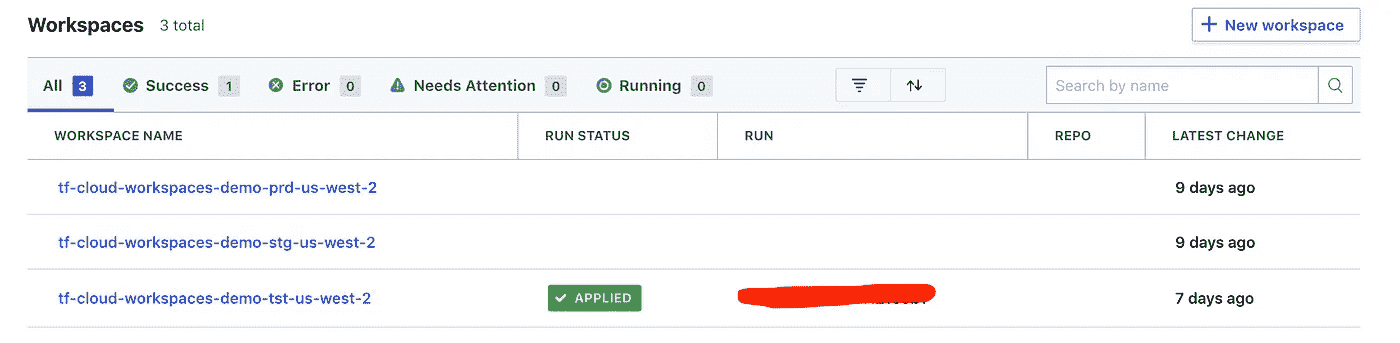 Workspaces 3 total + New workspace
All 3 Success 1 Error 0 Needs Attention 0 Running 0 Search by name
WORKSPACE NAME RUN STATUS RUN REPO LATEST CHANGE
tf-cloud-workspaces-demo-prd-us-west-2 9 days ago
tf-cloud-workspaces-demo-stg-us-west-2 9 days ago
tf-cloud-workspaces-demo-tst-us-west-2 APPLIED 7 days ago